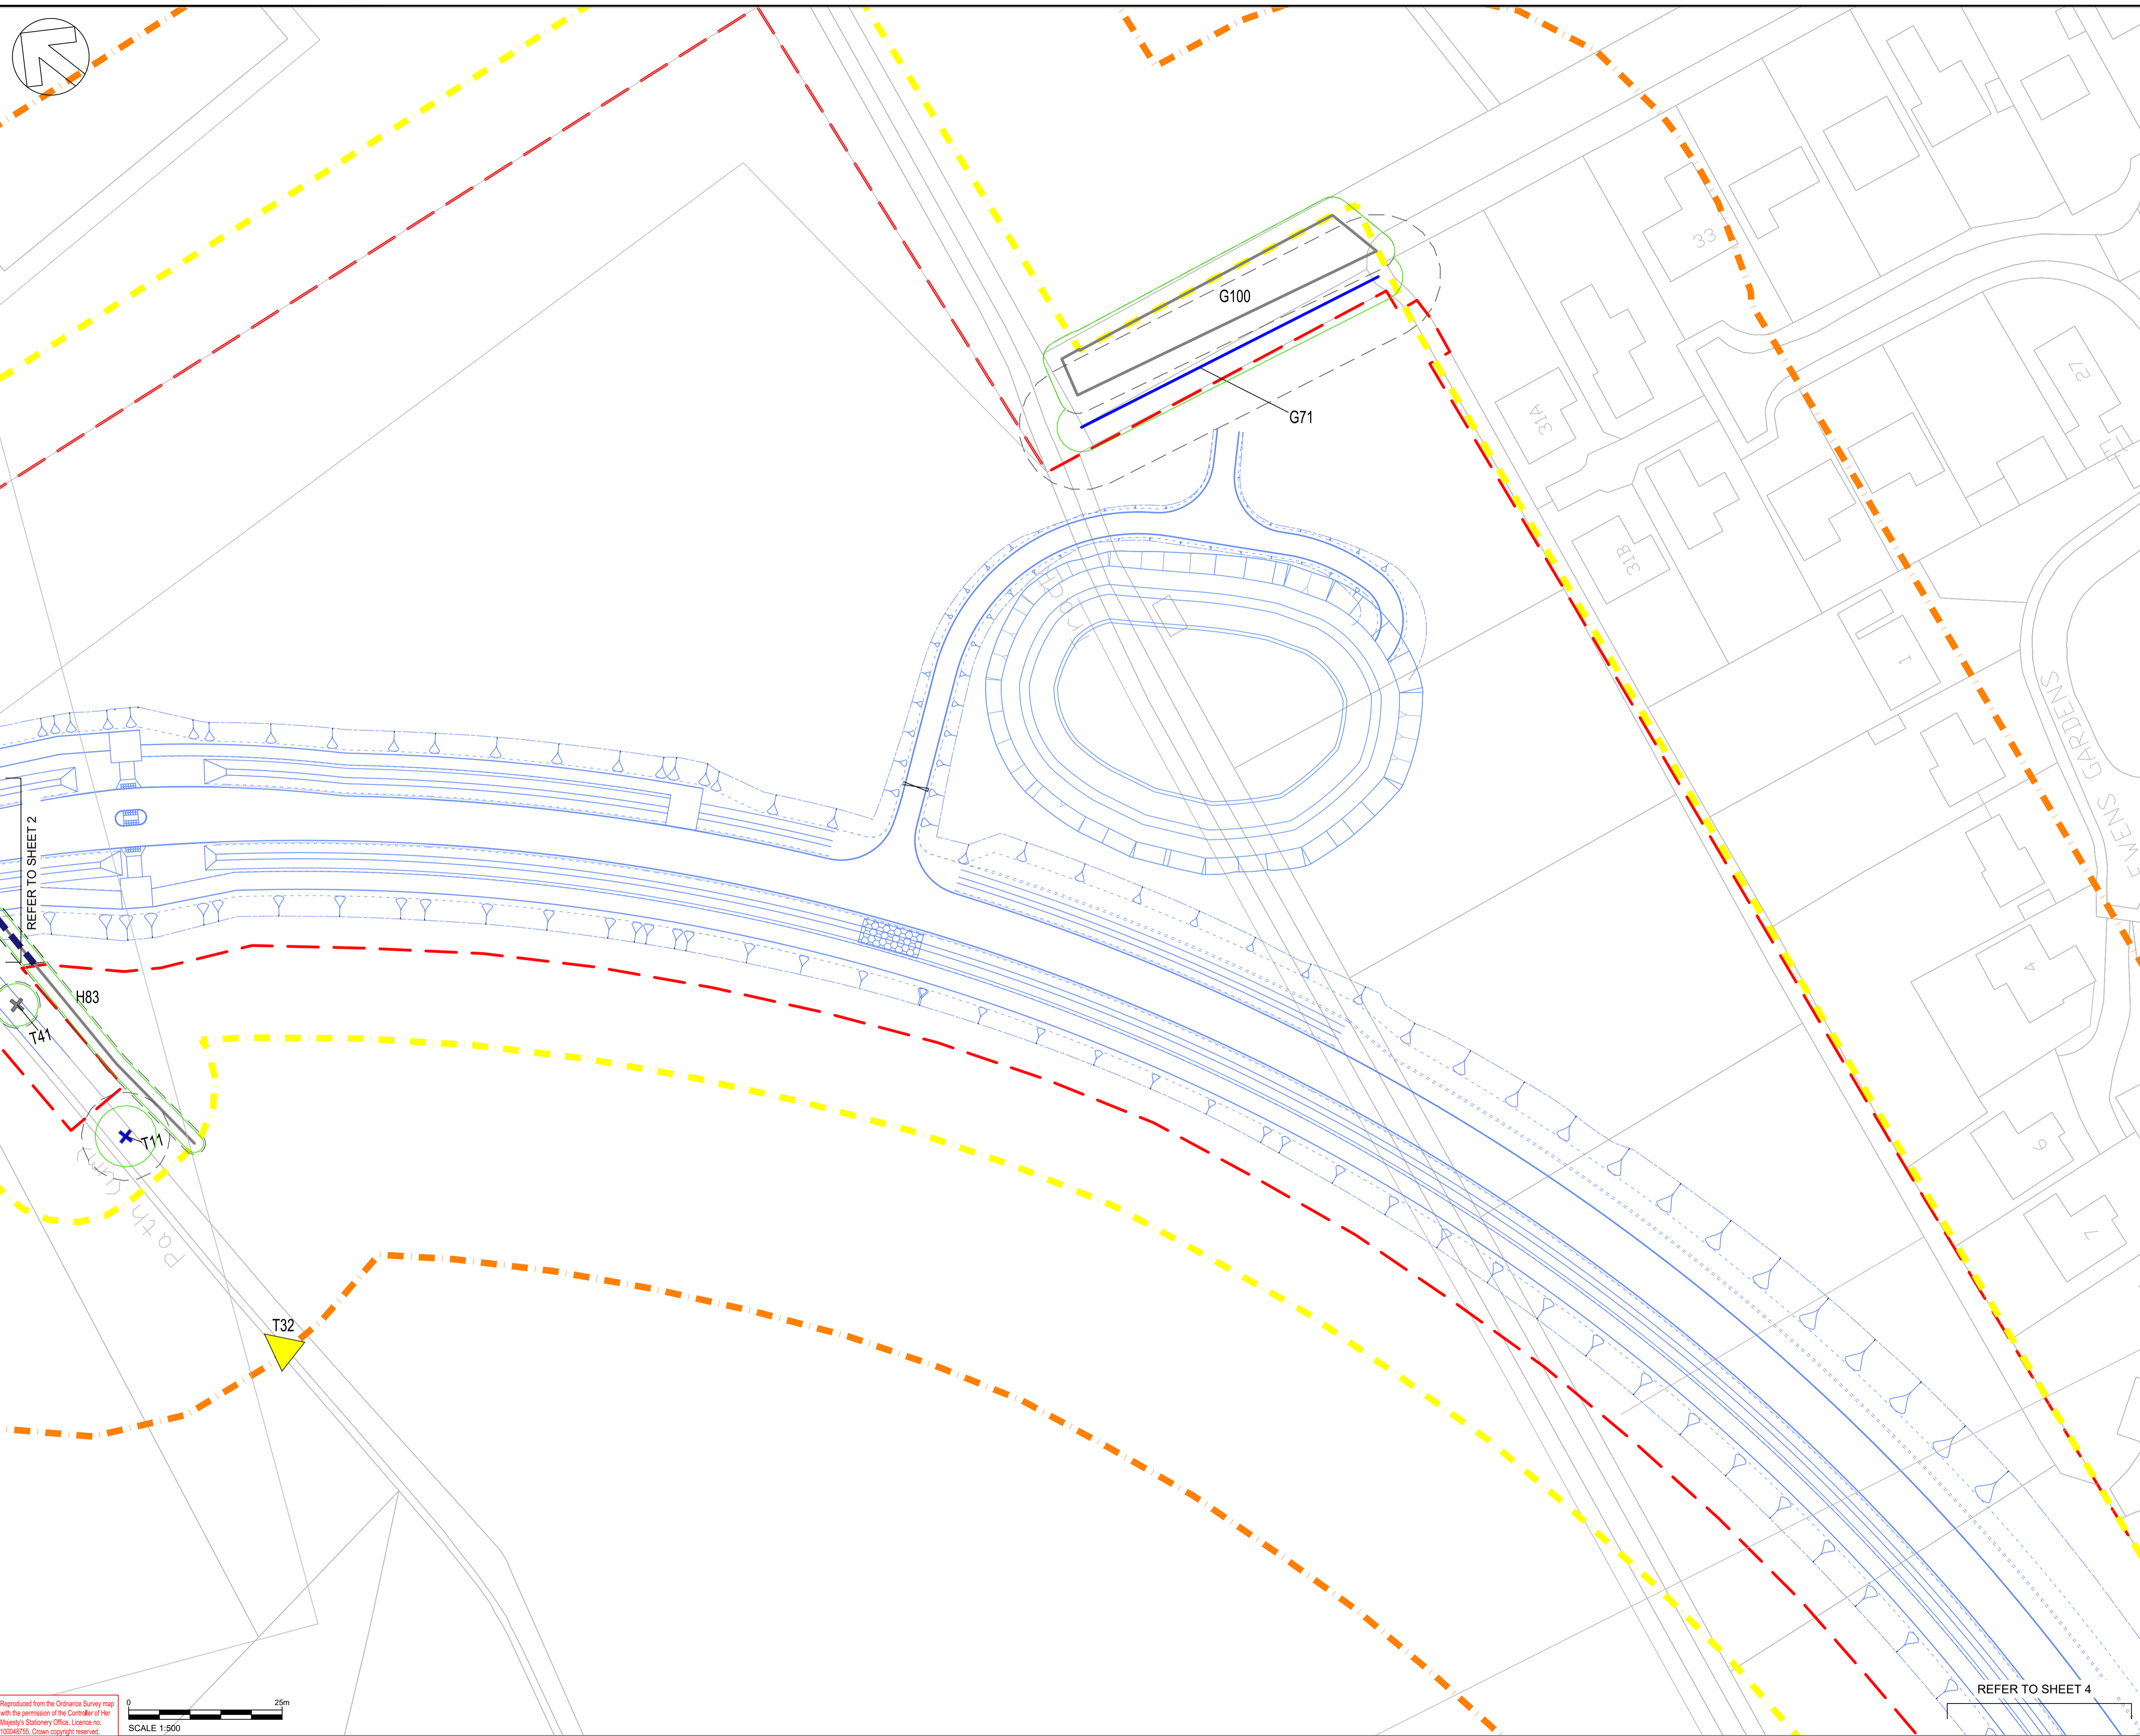 G100
G71
33
31A
31B
27
1
GARDENS
4
6
7
REFER TO SHEET 2
H83
T41
T11
T32
REFER TO SHEET 4
0 25m
SCALE 1:500
Reproduced from the Ordnance Survey map
with the permission of the Controller of Her
Majesty's Stationery Office. Licence no.
100048755. Crown copyright reserved.